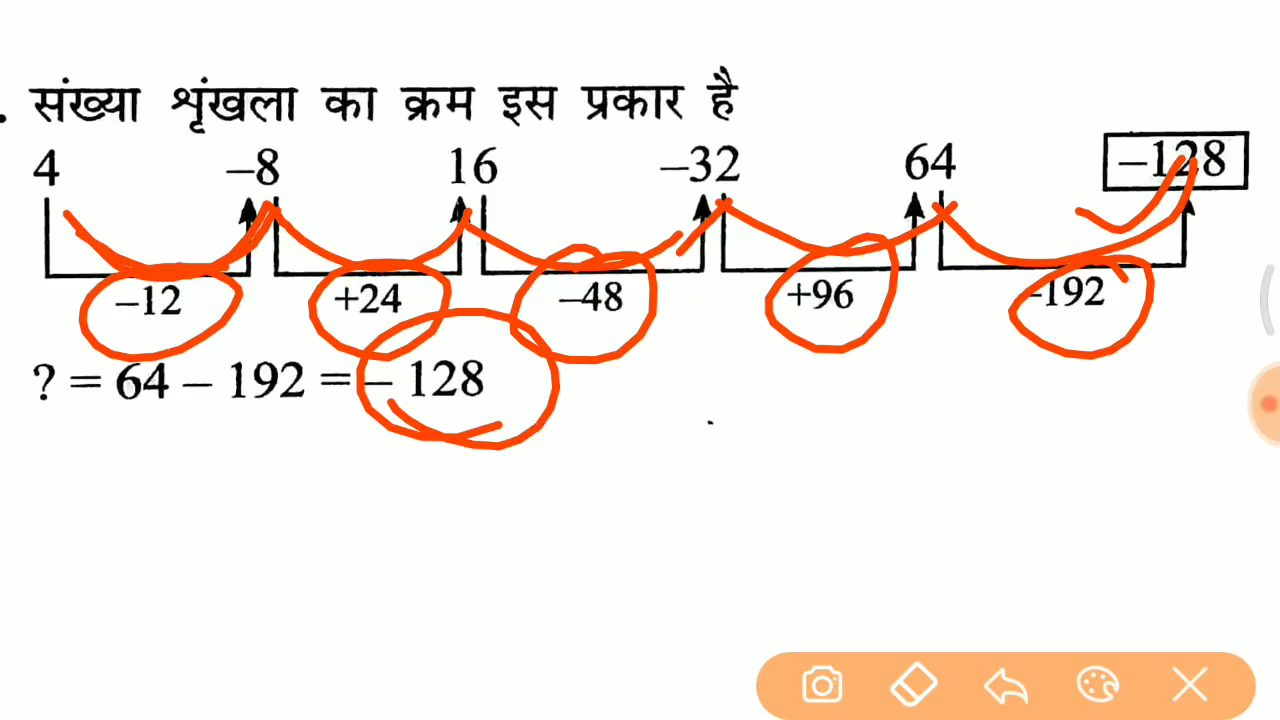 . संख्या शृंखला का क्रम इस प्रकार है
4 –8 16 –32 64 –128
–12 +24 –48 +96 -192
? = 64 – 192 = – 128